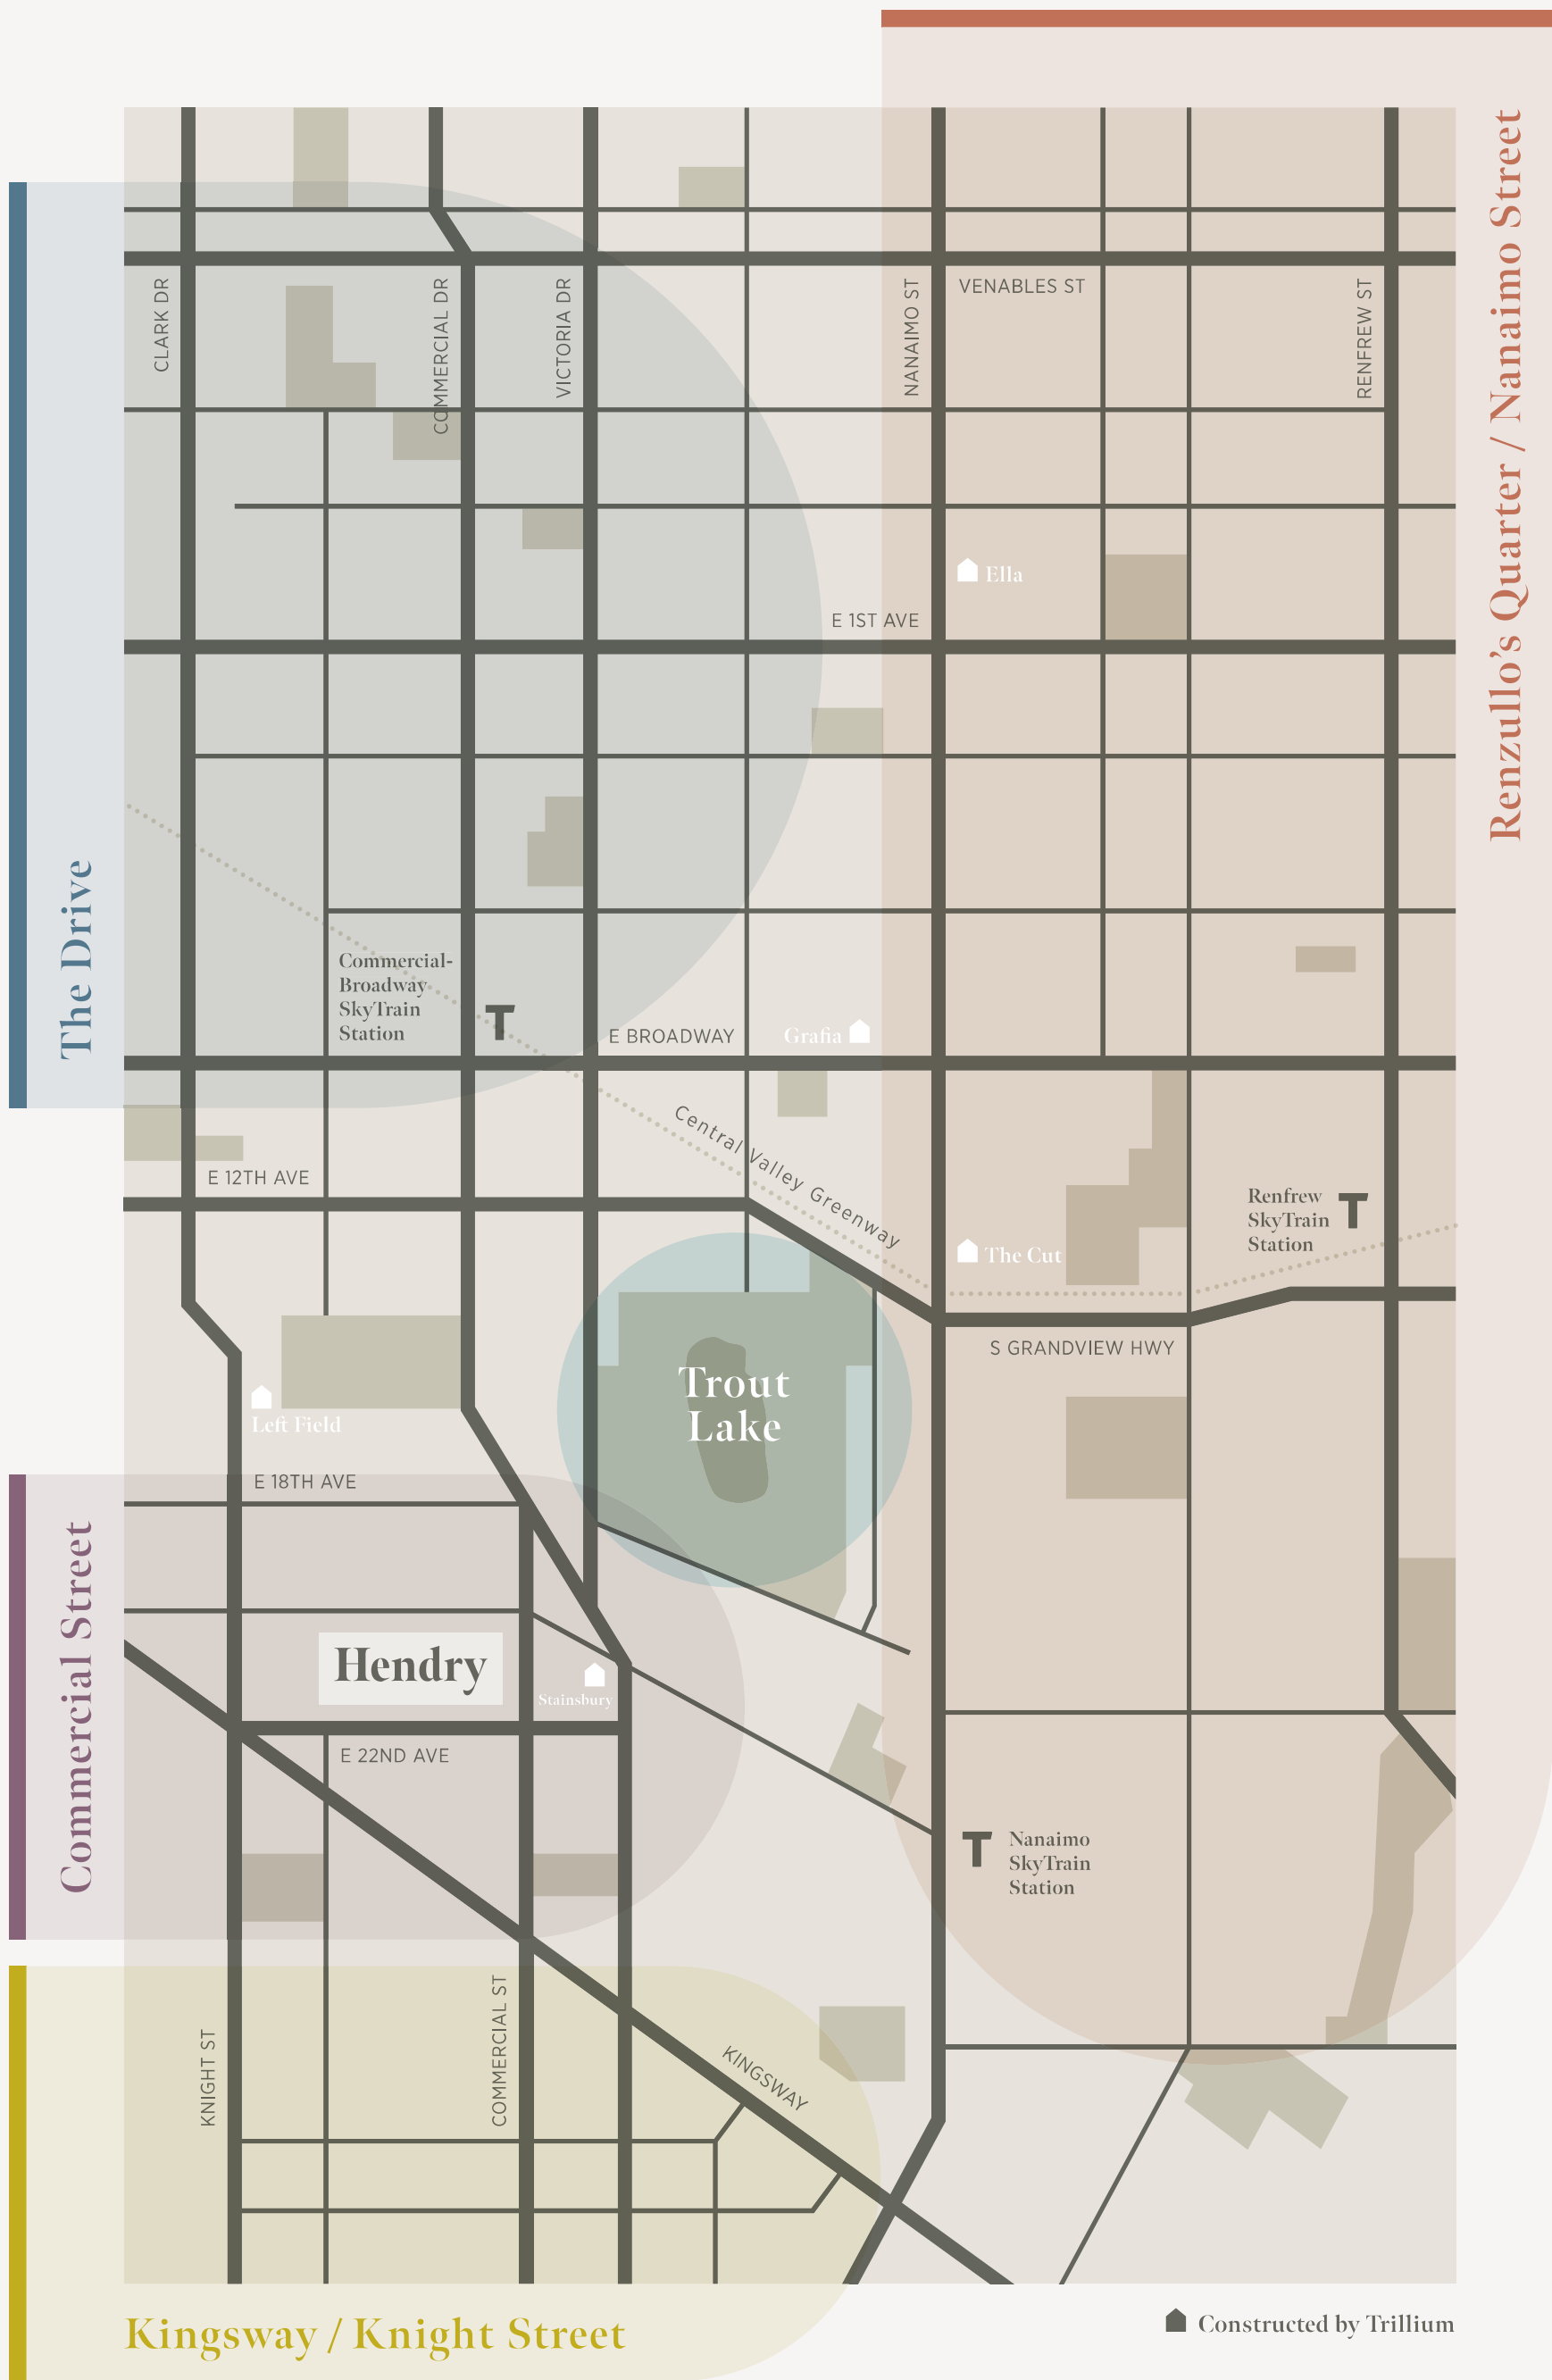 Renzullo's Quarter / Nanaimo Street
CLARK DR
COMMERCIAL DR
VICTORIA DR
NANAIMO ST
VENABLES ST
RENFREW ST
Ella
E 1ST AVE
The Drive
Commercial-
Broadway
SkyTrain
Station
T
E BROADWAY
Grafia
Central Valley Greenway
E 12TH AVE
Renfrew
SkyTrain
Station
T
The Cut
S GRANDVIEW HWY
Trout
Lake
Left Field
E 18TH AVE
Commercial Street
Hendry
Stainsbury
E 22ND AVE
T
Nanaimo
SkyTrain
Station
KNIGHT ST
COMMERCIAL ST
KINGSWAY
Kingsway / Knight Street
Constructed by Trillium